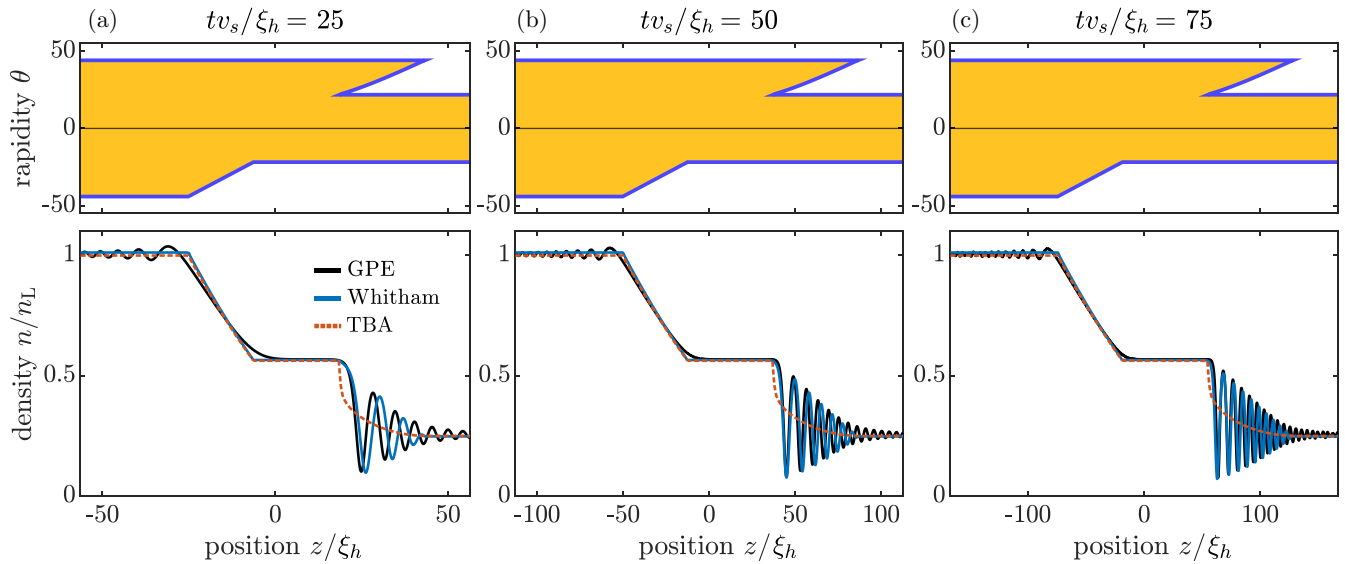 (a) tv_s/ξ_h = 25
(b) tv_s/ξ_h = 50
(c) tv_s/ξ_h = 75
rapidity θ
50
0
-50
50
0
-50
50
0
-50
density n/n_L
1
0.5
0
GPE
Whitham
TBA
1
0.5
0
1
0.5
0
-50 0 50
-100 -50 0 50 100
-100 0 100
position z/ξ_h
position z/ξ_h
position z/ξ_h